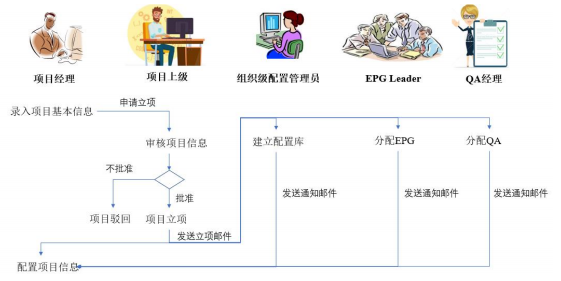 项目经理
项目上级
组织级配置管理员
EPG Leader
QA经理
录入项目基本信息
申请立项
审核项目信息
建立配置库
分配EPG
分配QA
不批准
批准
发送通知邮件
发送通知邮件
发送通知邮件
项目驳回
项目立项
发送立项邮件
配置项目信息